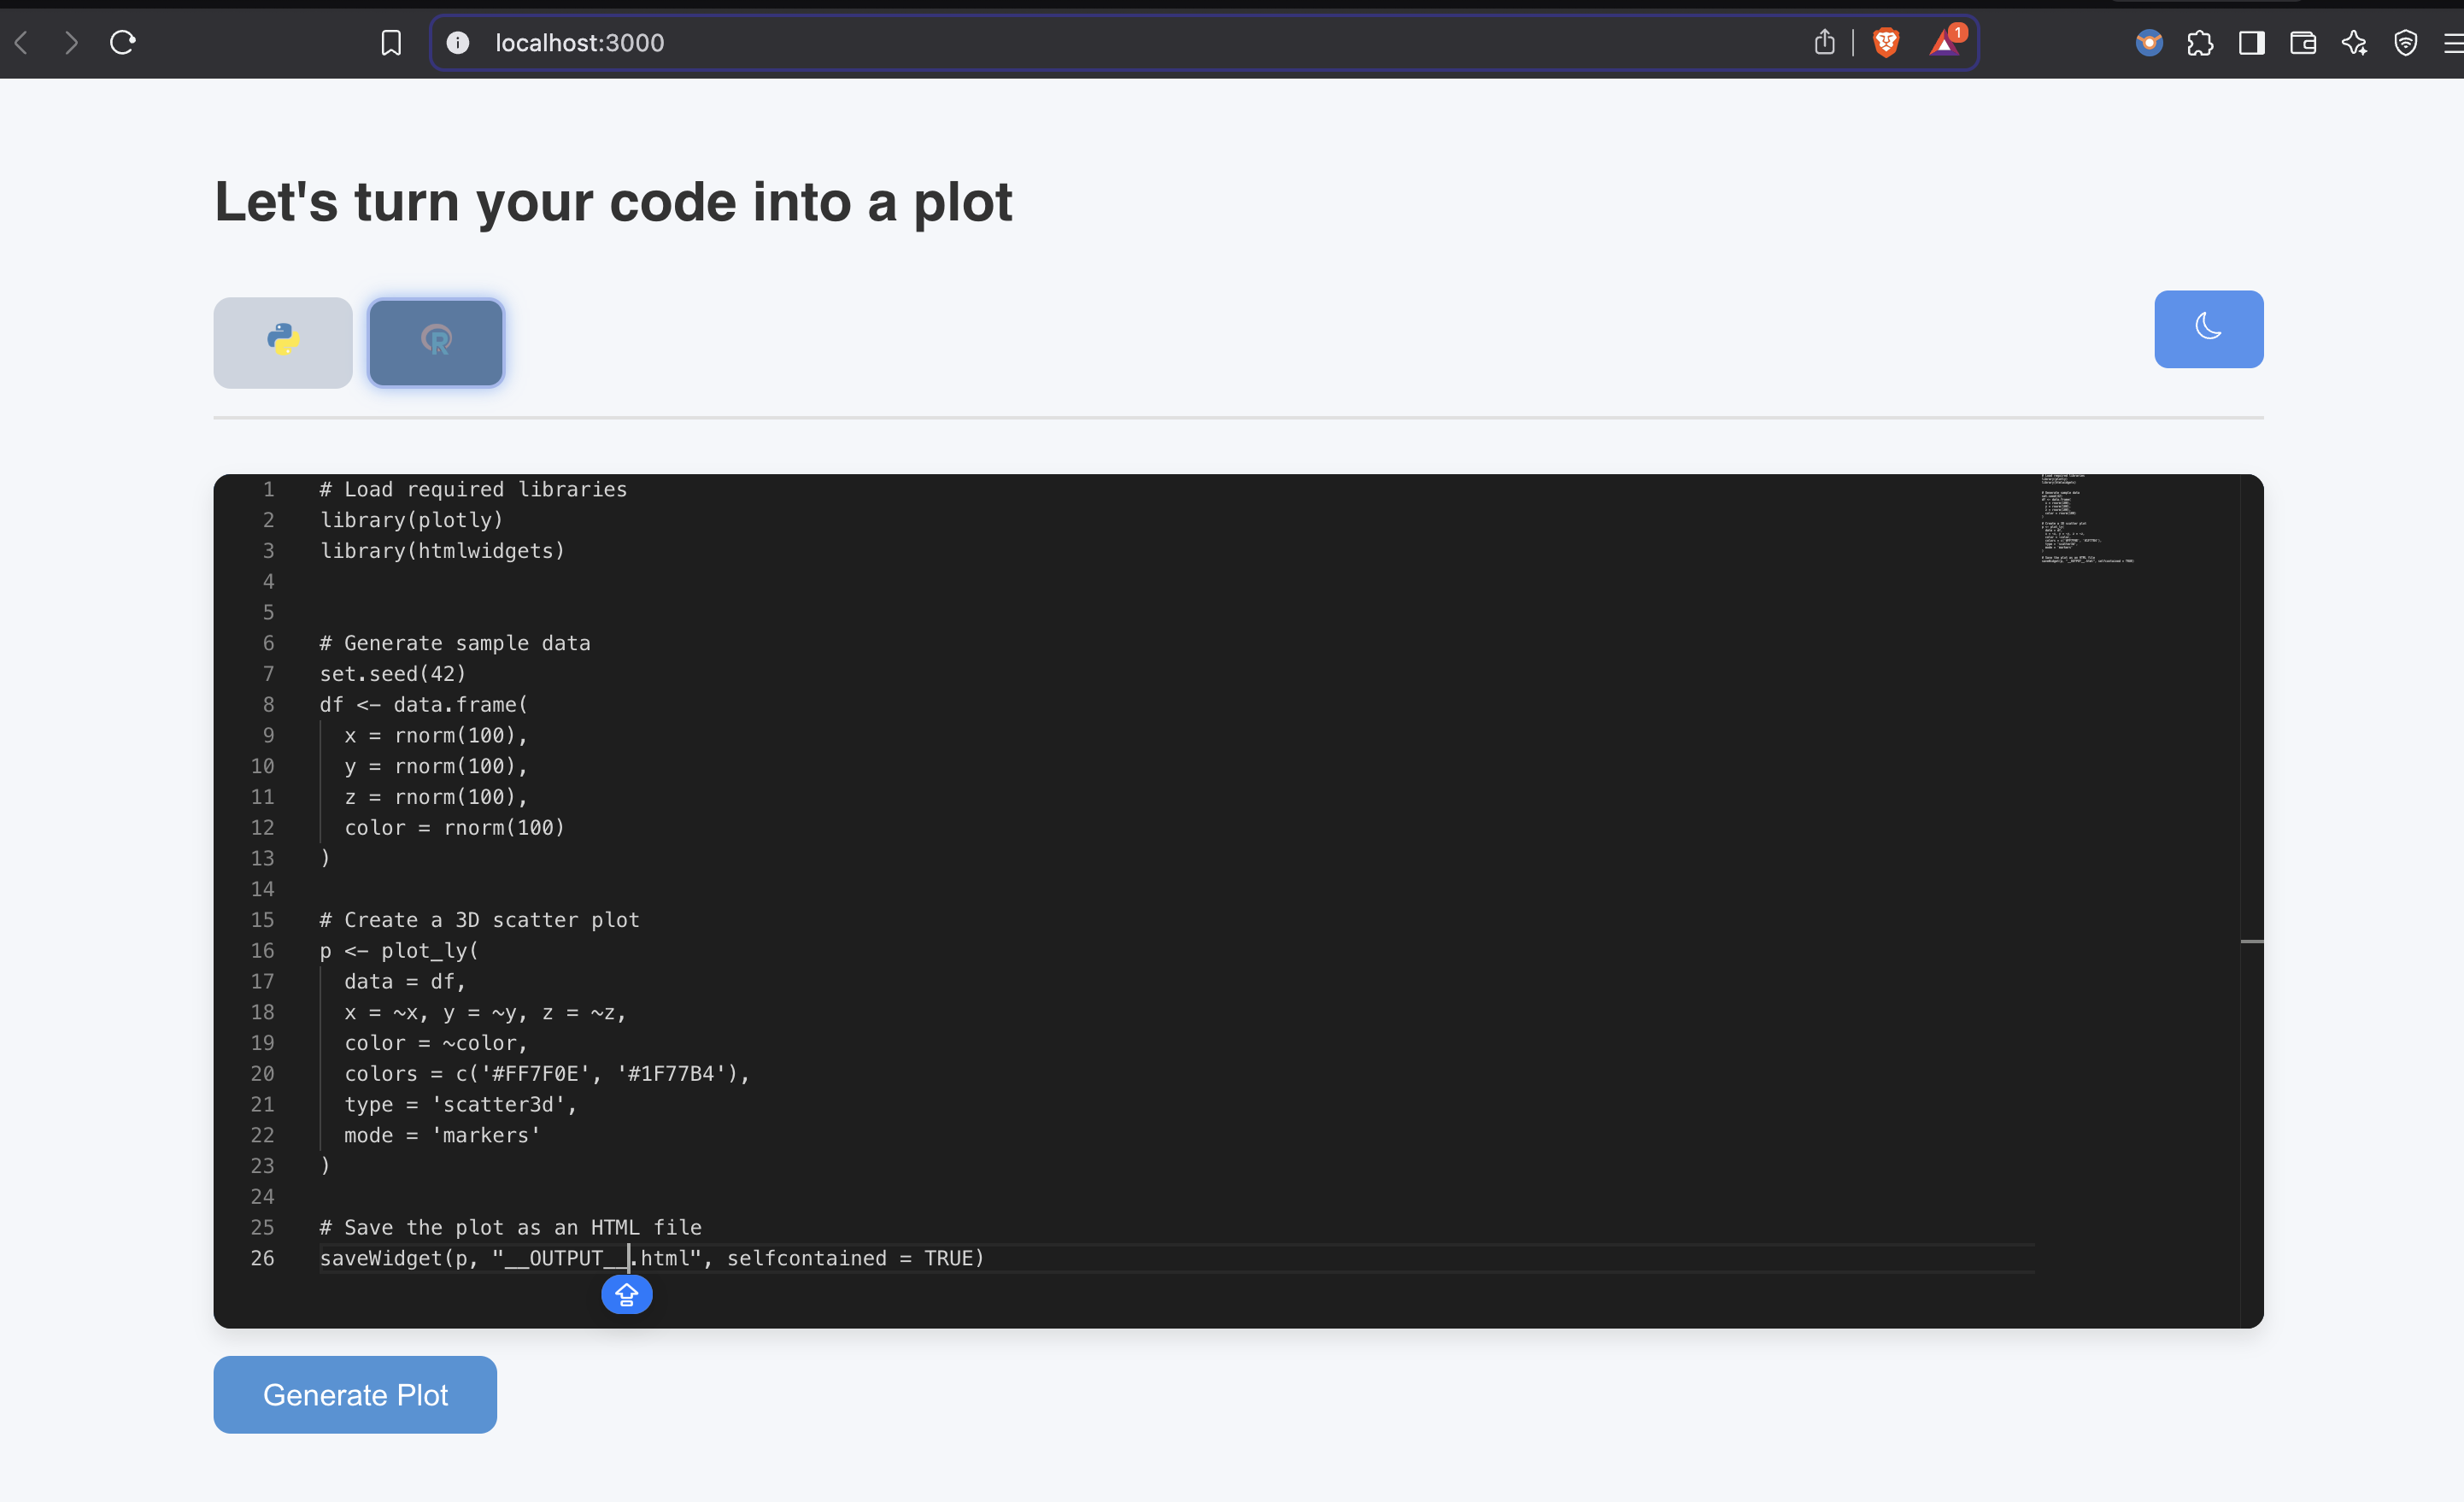 localhost:3000
1
Let's turn your code into a plot
R
1 # Load required libraries
2 library(plotly)
3 library(htmlwidgets)
4
5
6 # Generate sample data
7 set.seed(42)
8 df <- data.frame(
9   x = rnorm(100),
10   y = rnorm(100),
11   z = rnorm(100),
12   color = rnorm(100)
13 )
14
15 # Create a 3D scatter plot
16 p <- plot_ly(
17   data = df,
18   x = ~x, y = ~y, z = ~z,
19   color = ~color,
20   colors = c('#FF7F0E', '#1F77B4'),
21   type = 'scatter3d',
22   mode = 'markers'
23 )
24
25 # Save the plot as an HTML file
26 saveWidget(p, "__OUTPUT__.html", selfcontained = TRUE)
Generate Plot